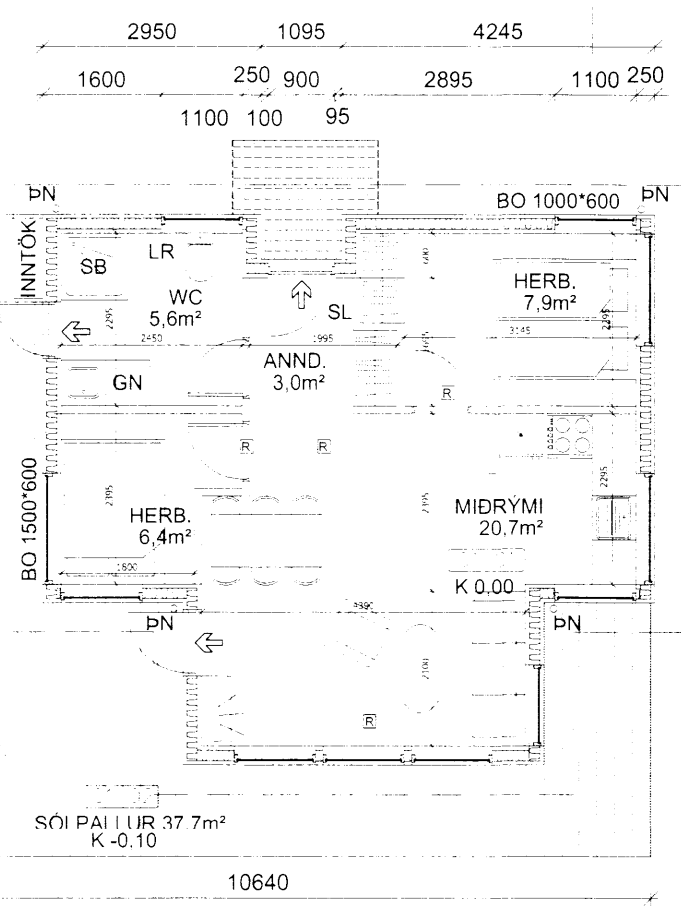 2950 1095 4245
1600 250 900 2895 1100 250
1100 100 95
ÞN BO 1000*600 ÞN
INNTÖK
SB LR
WC
5,6m²
SL
HERB.
7,9m²
2295
2295
2450 1995 3145
ANND.
3,0m²
GN
R
R R
BO 1500*600
2395
2395
2295
HERB.
6,4m²
MIÐRÝMI
20,7m²
1800
K 0,00
4390
ÞN ÞN
2100
R
SÓLPALLUR 37.7m²
K -0,10
10640